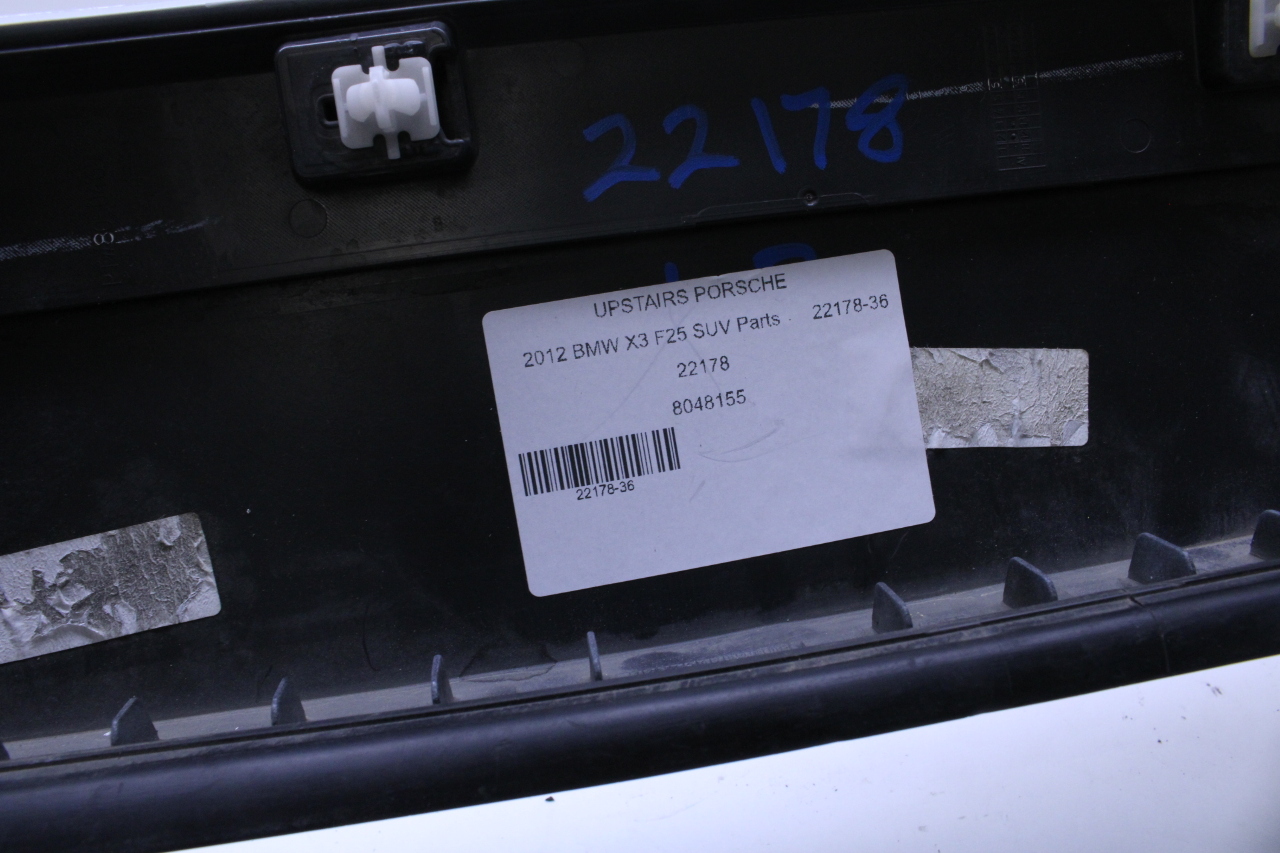 22178
UPSTAIRS PORSCHE
2012 BMW X3 F25 SUV Parts 22178-36
22178
8048155
22178-36